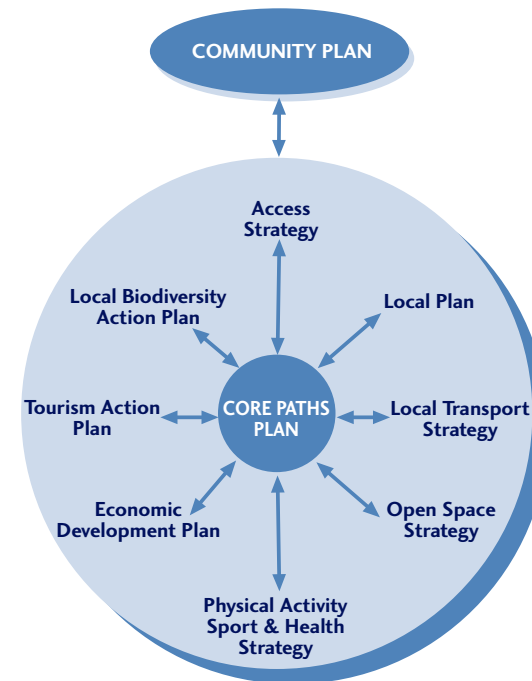 COMMUNITY PLAN
Access
Strategy
Local Biodiversity
Action Plan
Local Plan
Tourism Action
Plan
CORE PATHS
PLAN
Local Transport
Strategy
Economic
Development Plan
Open Space
Strategy
Physical Activity
Sport & Health
Strategy